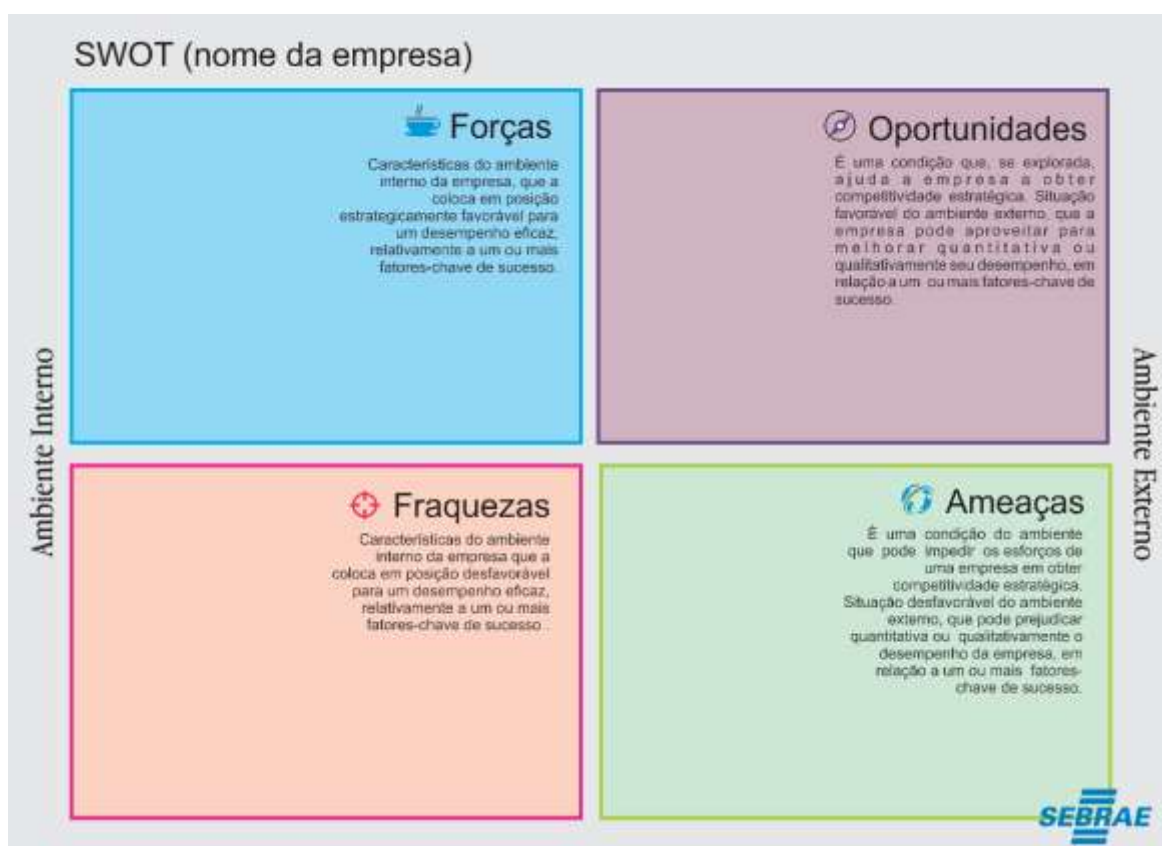 SWOT (nome da empresa)
Forças
Características do ambiente
interno da empresa, que a
coloca em posição
estrategicamente favorável para
um desempenho eficaz,
relativamente a um ou mais
fatores-chave de sucesso.
Oportunidades
É uma condição que, se explorada,
ajuda a empresa a obter
competitividade estratégica. Situação
favorável do ambiente externo, que a
empresa pode aproveitar para
melhorar quantitativa ou
qualitativamente seu desempenho, em
relação a um ou mais fatores-chave de
sucesso.
Ambiente Interno
Ambiente Externo
Fraquezas
Características do ambiente
interno da empresa que a
coloca em posição desfavorável
para um desempenho eficaz,
relativamente a um ou mais
fatores-chave de sucesso .
Ameaças
É uma condição do ambiente
que pode impedir os esforços de
uma empresa em obter
competitividade estratégica.
Situação desfavorável do ambiente
externo, que pode prejudicar
quantitativa ou qualitativamente o
desempenho da empresa, em
relação a um ou mais fatores-
chave de sucesso.
SEBRAE